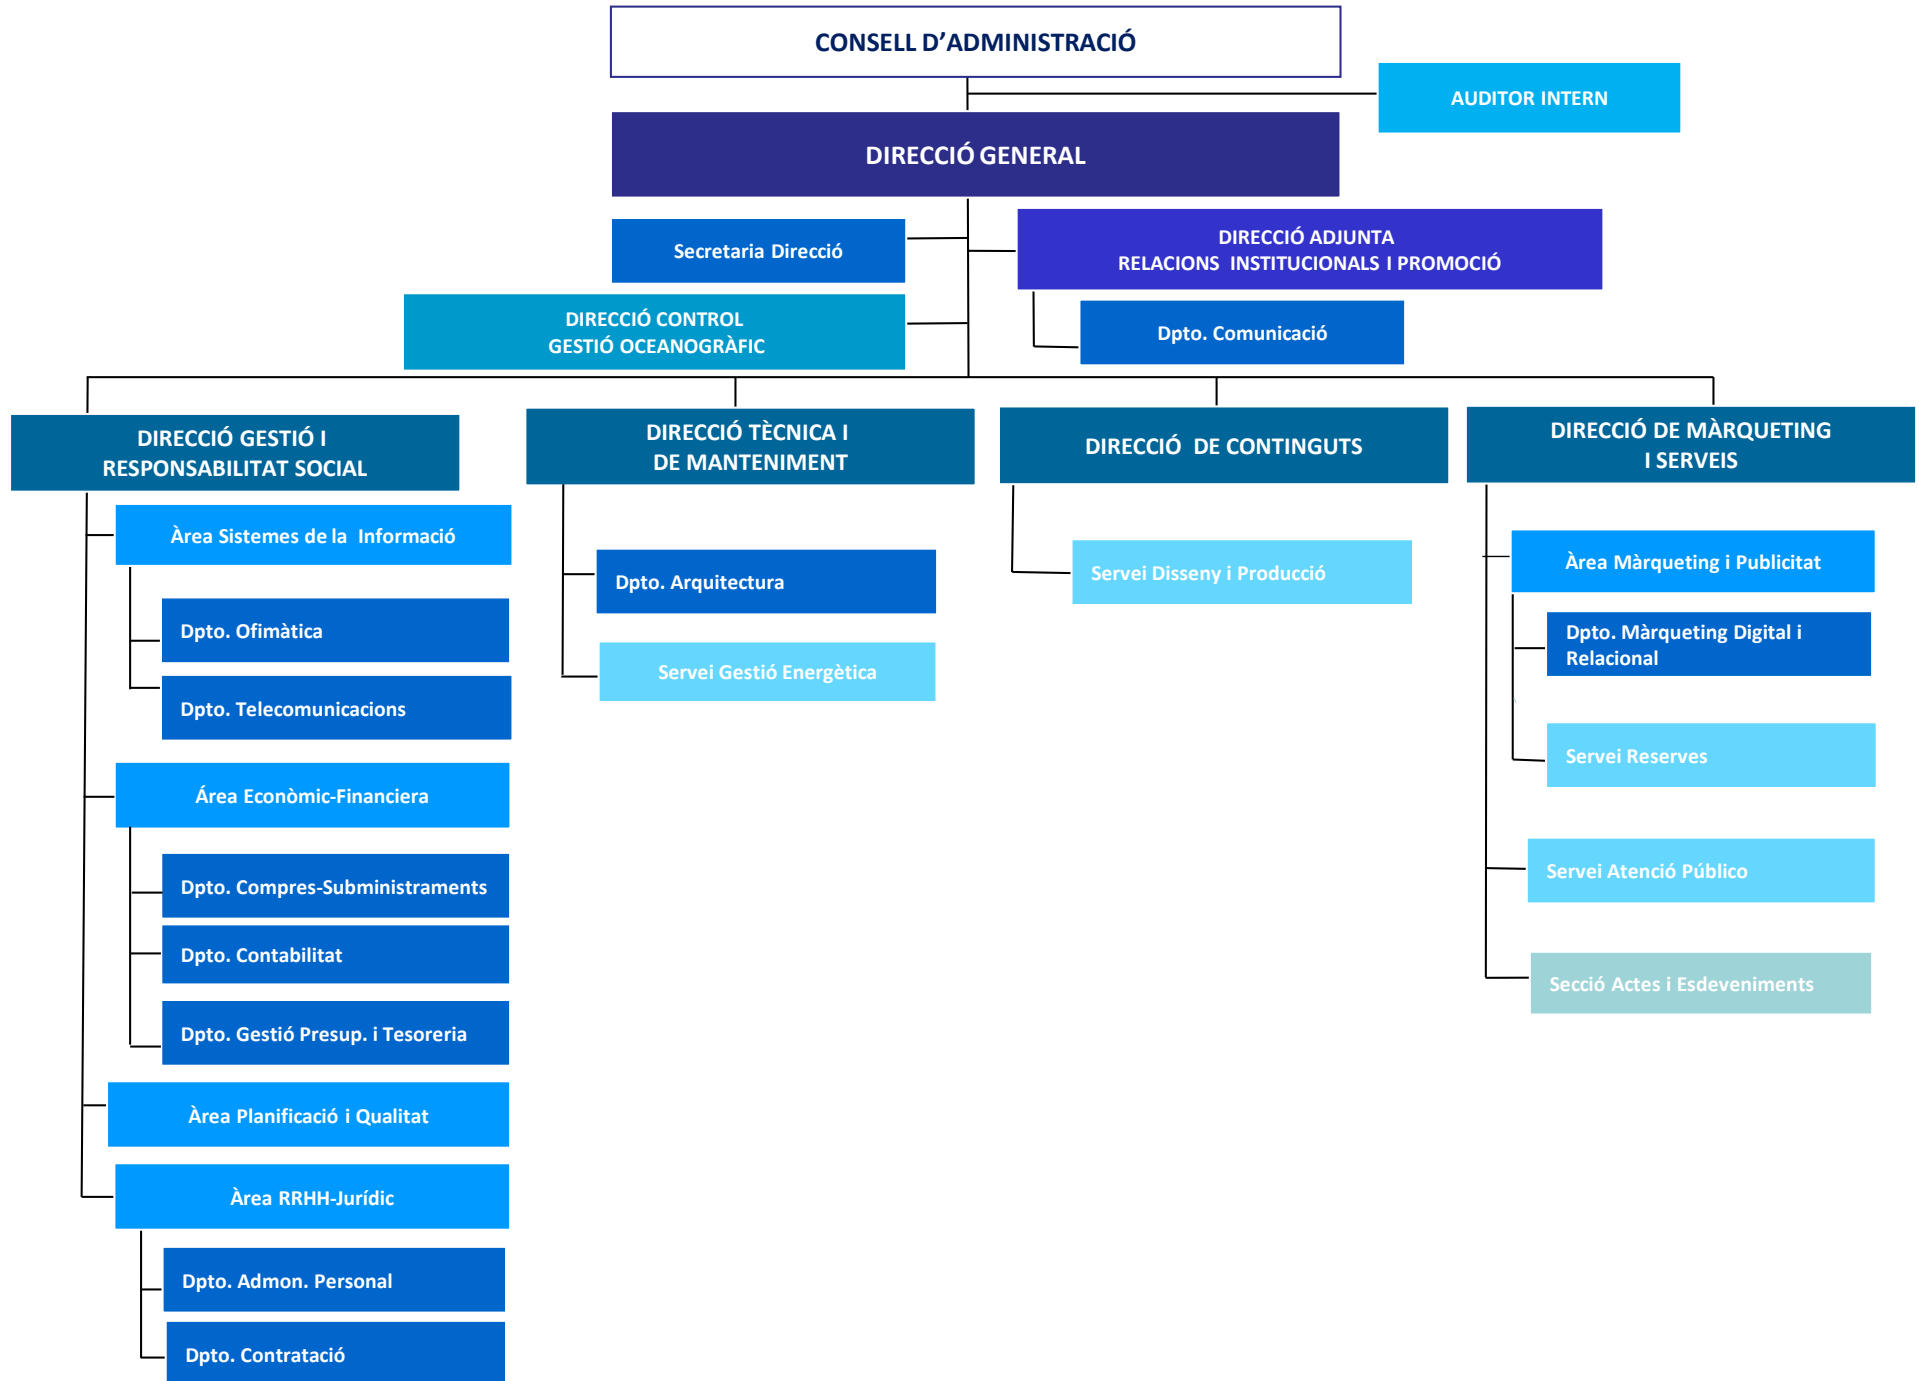 CONSELL D’ADMINISTRACIÓ
AUDITOR INTERN
DIRECCIÓ GENERAL
Secretaria Direcció
DIRECCIÓ ADJUNTA
RELACIONS INSTITUCIONALS I PROMOCIÓ
DIRECCIÓ CONTROL
GESTIÓ OCEANOGRÀFIC
Dpto. Comunicació
DIRECCIÓ GESTIÓ I
RESPONSABILITAT SOCIAL
Àrea Sistemes de la Informació
Dpto. Ofimàtica
Dpto. Telecomunicacions
Área Econòmic-Financiera
Dpto. Compres-Subministraments
Dpto. Contabilitat
Dpto. Gestió Presup. i Tesoreria
Àrea Planificació i Qualitat
Àrea RRHH-Jurídic
Dpto. Admon. Personal
Dpto. Contratació
DIRECCIÓ TÈCNICA I
DE MANTENIMENT
Dpto. Arquitectura
Servei Gestió Energètica
DIRECCIÓ DE CONTINGUTS
Servei Disseny i Producció
DIRECCIÓ DE MÀRQUETING
I SERVEIS
Àrea Màrqueting i Publicitat
Dpto. Màrqueting Digital i
Relacional
Servei Reserves
Servei Atenció Público
Secció Actes i Esdeveniments